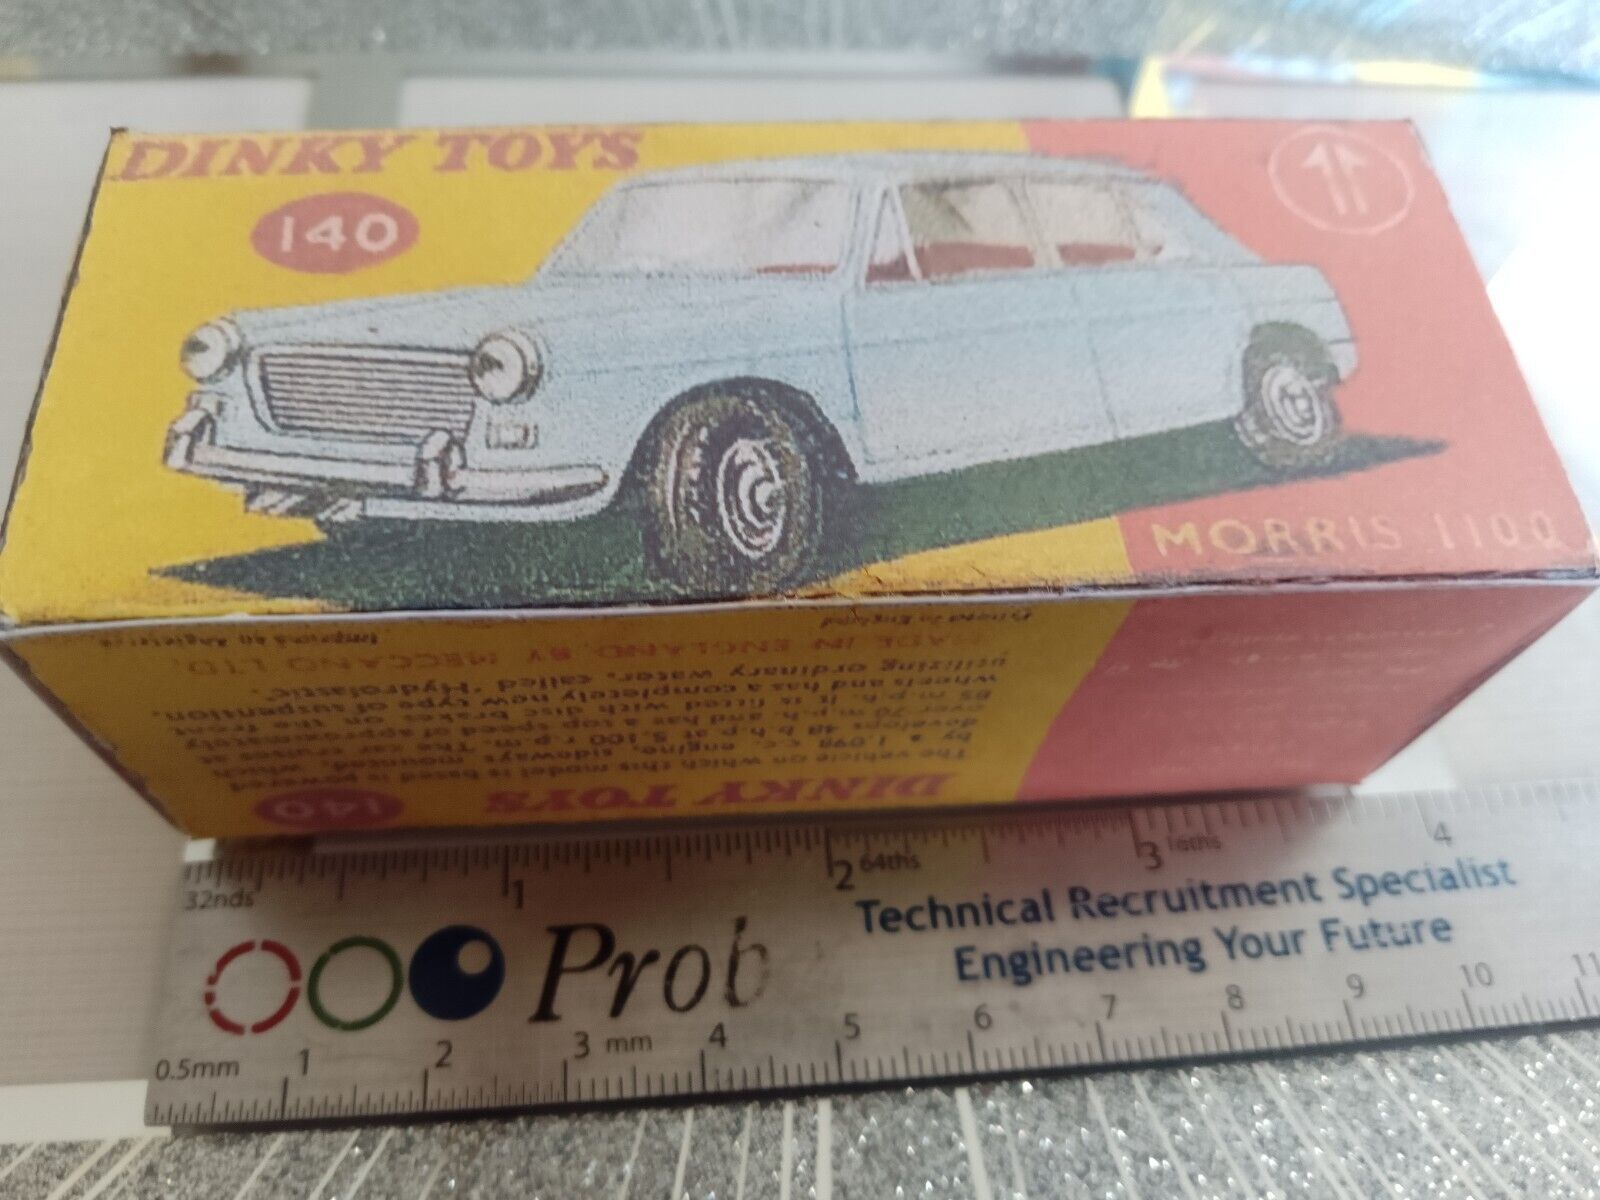 DINKY TOYS
140
MORRIS 1100
140
DINKY TOYS
The vehicle on which this model is based is powered
by a 1,098 c.c. engine, sideways mounted, which
develops 48 b.h.p. at 5,100 r.p.m. The car cruises at
over 70 m.p.h. and has a top speed of approximately
85 m.p.h. It is fitted with disc brakes on the front
wheels and has a completely new type of suspension,
utilizing ordinary water, called 'Hydrolastic'.
MADE IN ENGLAND BY MECCANO LTD.
Printed in England
Imprimé en Angleterre
32nds
1
2
64ths
3
4
Prob
Technical Recruitment Specialist
Engineering Your Future
0.5mm
1
2
3
mm
4
5
6
7
8
9
10
11